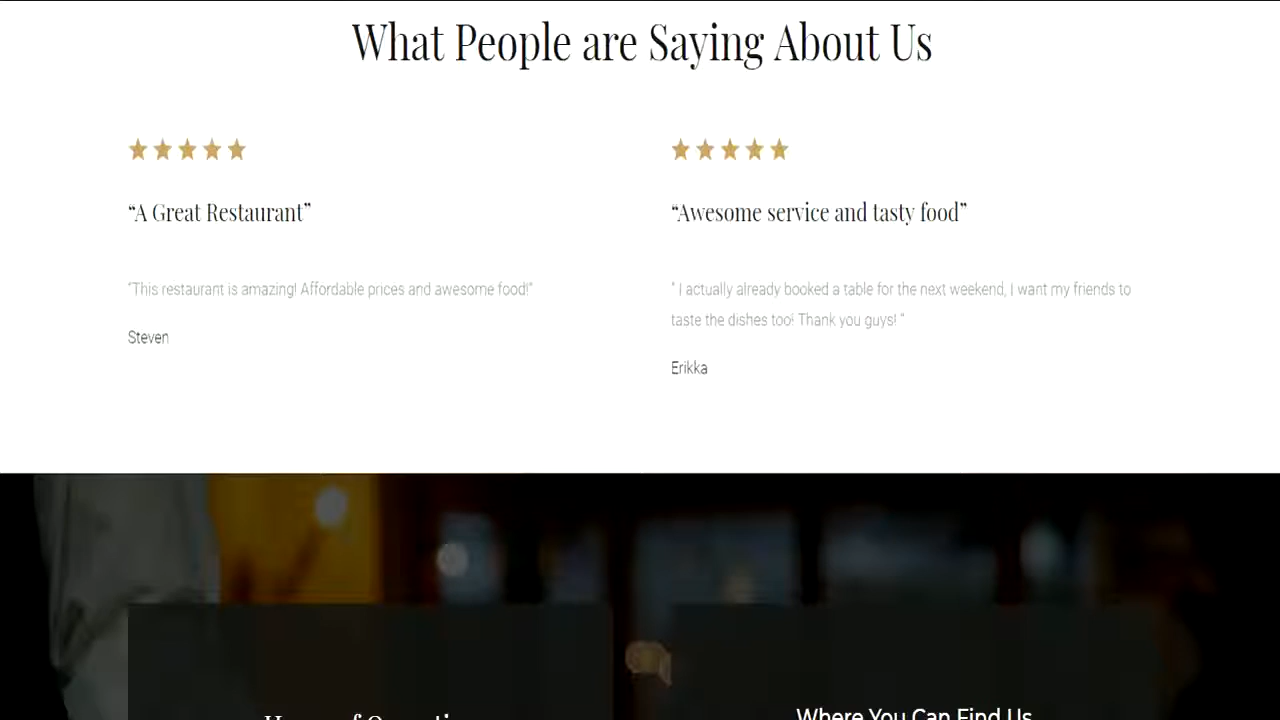 What People are Saying About Us
“A Great Restaurant”
“Awesome service and tasty food”
“This restaurant is amazing! Affordable prices and awesome food!”
“ I actually already booked a table for the next weekend, I want my friends to
taste the dishes too! Thank you guys! “
Steven
Erikka
Where You Can Find Us